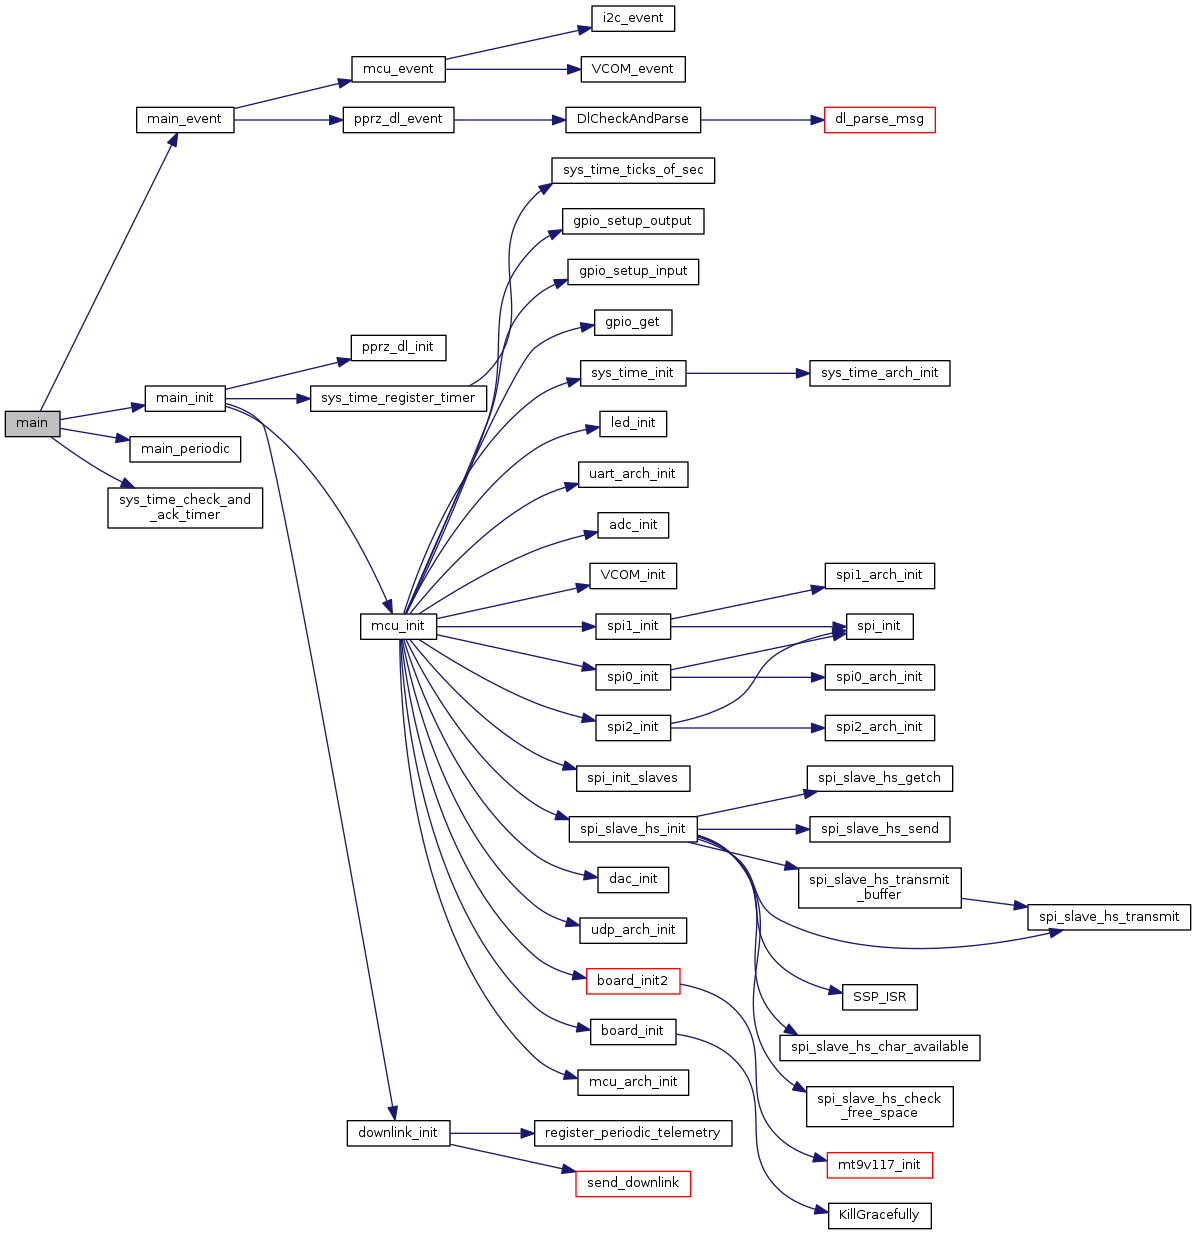 i2c_event
mcu_event
VCOM_event
main_event
pprz_dl_event
DlCheckAndParse
dl_parse_msg
sys_time_ticks_of_sec
gpio_setup_output
gpio_setup_input
gpio_get
pprz_dl_init
sys_time_init
sys_time_arch_init
main_init
sys_time_register_timer
main
led_init
main_periodic
uart_arch_init
sys_time_check_and
_ack_timer
adc_init
VCOM_init
spi1_arch_init
mcu_init
spi1_init
spi_init
spi0_init
spi0_arch_init
spi2_init
spi2_arch_init
spi_init_slaves
spi_slave_hs_getch
spi_slave_hs_init
spi_slave_hs_send
dac_init
spi_slave_hs_transmit
_buffer
spi_slave_hs_transmit
udp_arch_init
board_init2
SSP_ISR
board_init
spi_slave_hs_char_available
mcu_arch_init
spi_slave_hs_check
_free_space
downlink_init
register_periodic_telemetry
mt9v117_init
send_downlink
KillGracefully